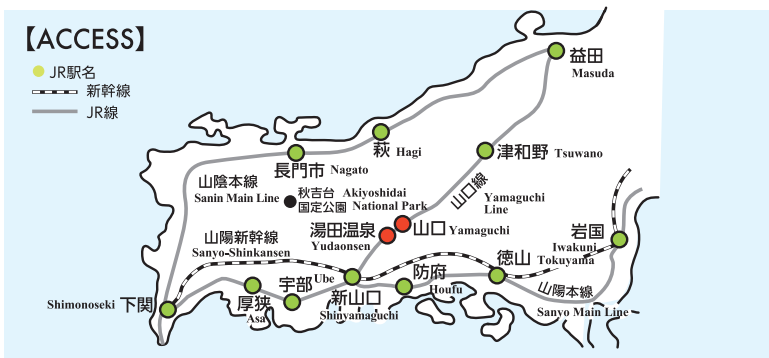 【ACCESS】
JR駅名
新幹線
JR線
益田
Masuda
萩 Hagi
津和野 Tsuwano
長門市 Nagato
山陰本線
Sanin Main Line
秋吉台 Akiyoshidai
国定公園 National Park
山口線
Yamaguchi
Line
湯田温泉
Yudaonsen
山口 Yamaguchi
山陽新幹線
Sanyo-Shinkansen
岩国
Iwakuni
徳山
Tokuyama
防府
Houfu
宇部 Ube
新山口
Shinyamaguchi
厚狭
Asa
Shimonoseki 下関
山陽本線
Sanyo Main Line